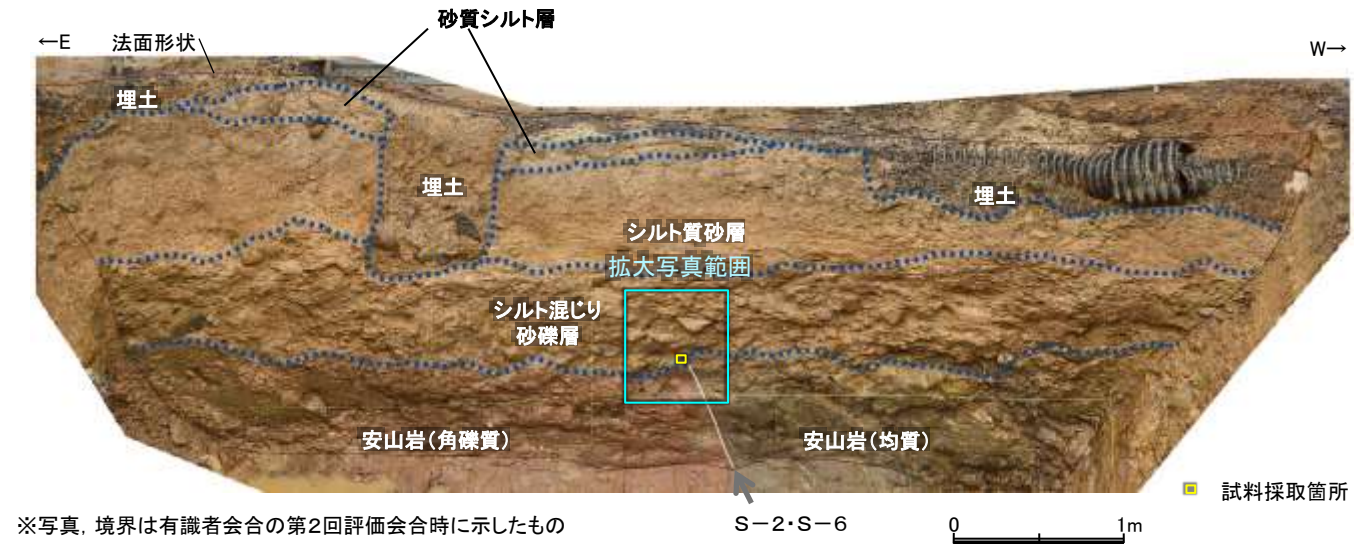 砂質シルト層
←E
法面形状
W→
埋土
埋土
埋土
シルト質砂層
拡大写真範囲
シルト混じり
砂礫層
安山岩(角礫質)
安山岩(均質)
試料採取箇所
※写真,境界は有識者会合の第2回評価会合時に示したもの
S-2・S-6
0
1m